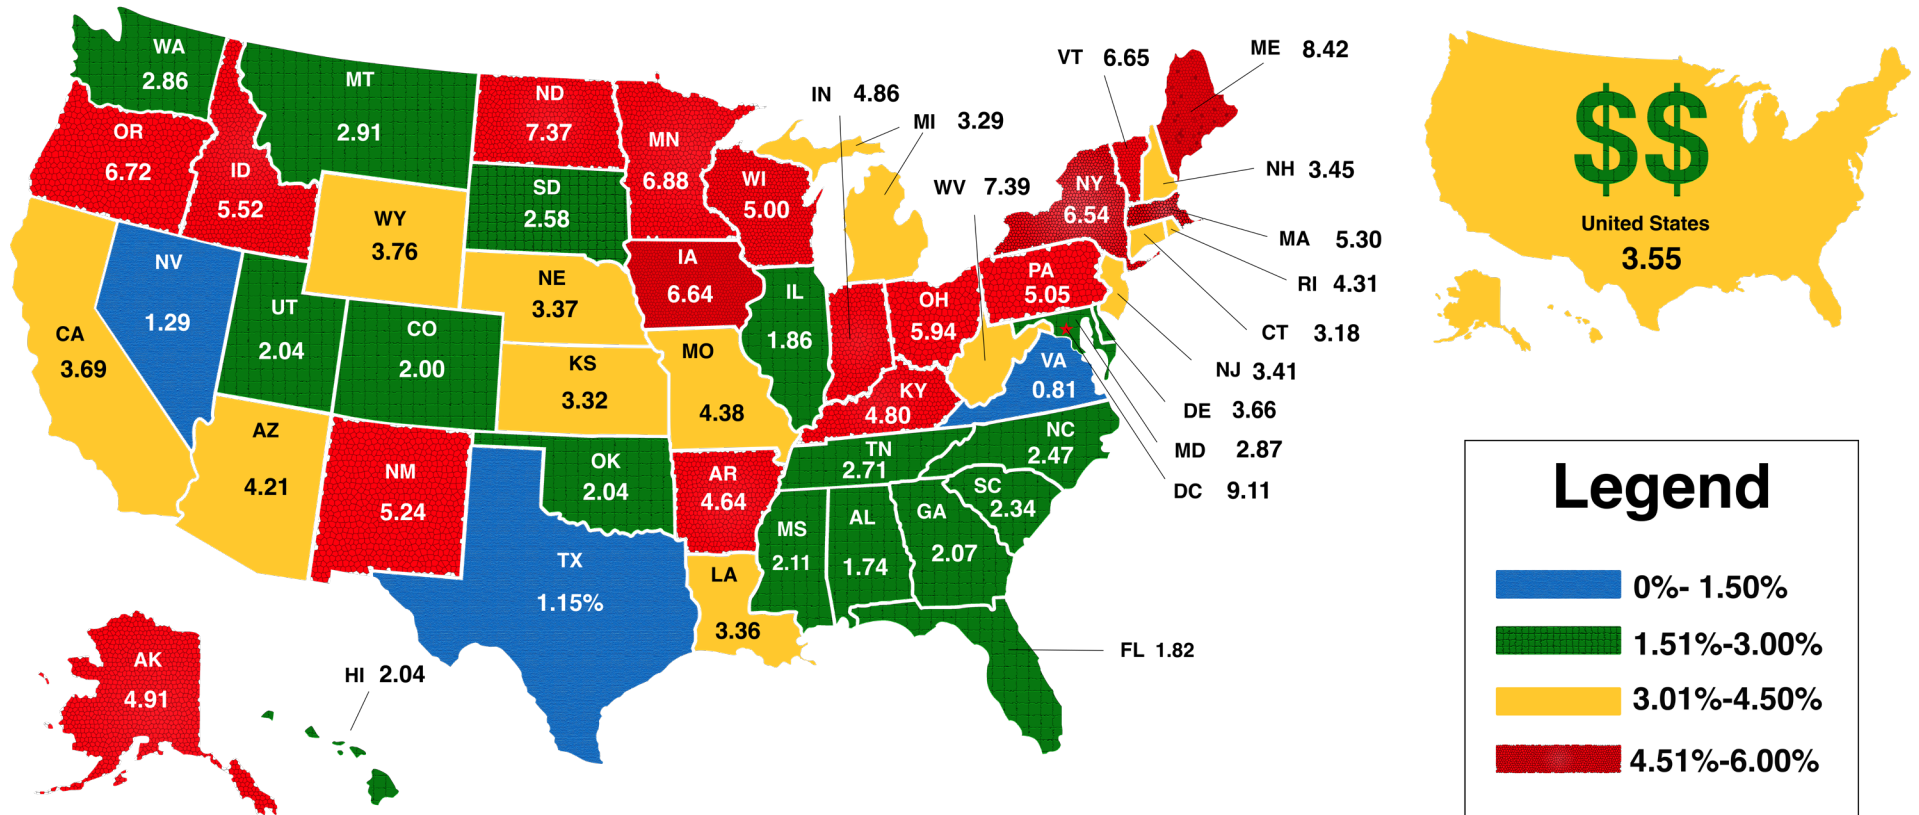 WA
2.86
MT
2.91
OR
6.72
ID
5.52
ND
7.37
MN
6.88
SD
2.58
WI
5.00
WY
3.76
NV
1.29
UT
2.04
CO
2.00
CA
3.69
NE
3.37
IA
6.64
IL
1.86
KS
3.32
MO
4.38
AZ
4.21
NM
5.24
OK
2.04
AR
4.64
TX
1.15%
LA
3.36
MS
2.11
AL
1.74
GA
2.07
SC
2.34
NC
2.47
TN
2.71
KY
4.80
OH
5.94
PA
5.05
NY
6.54
VA
0.81
IN 4.86
MI 3.29
WV 7.39
VT 6.65
ME 8.42
NH 3.45
MA 5.30
RI 4.31
CT 3.18
NJ 3.41
DE 3.66
MD 2.87
DC 9.11
FL 1.82
AK
4.91
HI 2.04
$$
United States
3.55
Legend
0%- 1.50%
1.51%-3.00%
3.01%-4.50%
4.51%-6.00%